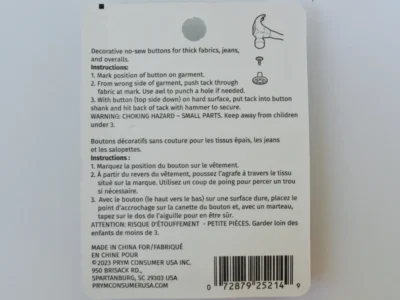 Decorative no-sew buttons for thick fabrics, jeans,
and overalls.
Instructions:
1. Mark position of button on garment.
2. From wrong side of garment, push tack through
fabric at mark. Use awl to punch a hole if needed.
3. With button (top side down) on hard surface, put tack into button
shank and hit back of tack with hammer to secure.
WARNING: CHOKING HAZARD – SMALL PARTS. Keep away from children
under 3.
Boutons décoratifs sans couture pour les tissus épais, les jeans
et les salopettes.
Instructions :
1. Marquez la position du bouton sur le vêtement.
2. À partir du revers du vêtement, poussez l'agrafe à travers le tissu
situé sur la marque. Utilisez un coup de poing pour percer un trou
si nécessaire.
3. Avec le bouton (le haut vers le bas) sur une surface dure, placez le
point d'accrochage sur la canette du bouton et, avec un marteau,
tapez sur le dos de l'aiguille pour en être sûr.
ATTENTION: RISQUE D'ÉTOUFFEMENT - PETITE PIÈCES. Garder loin des
enfants de moins de 3.
MADE IN CHINA FOR/FABRIQUÉ
EN CHINE POUR
©2023 PRYM CONSUMER USA INC.
950 BRISACK RD.,
SPARTANBURG, SC 29303 USA
PRYMCONSUMERUSA.COM
0 72879 25214 9